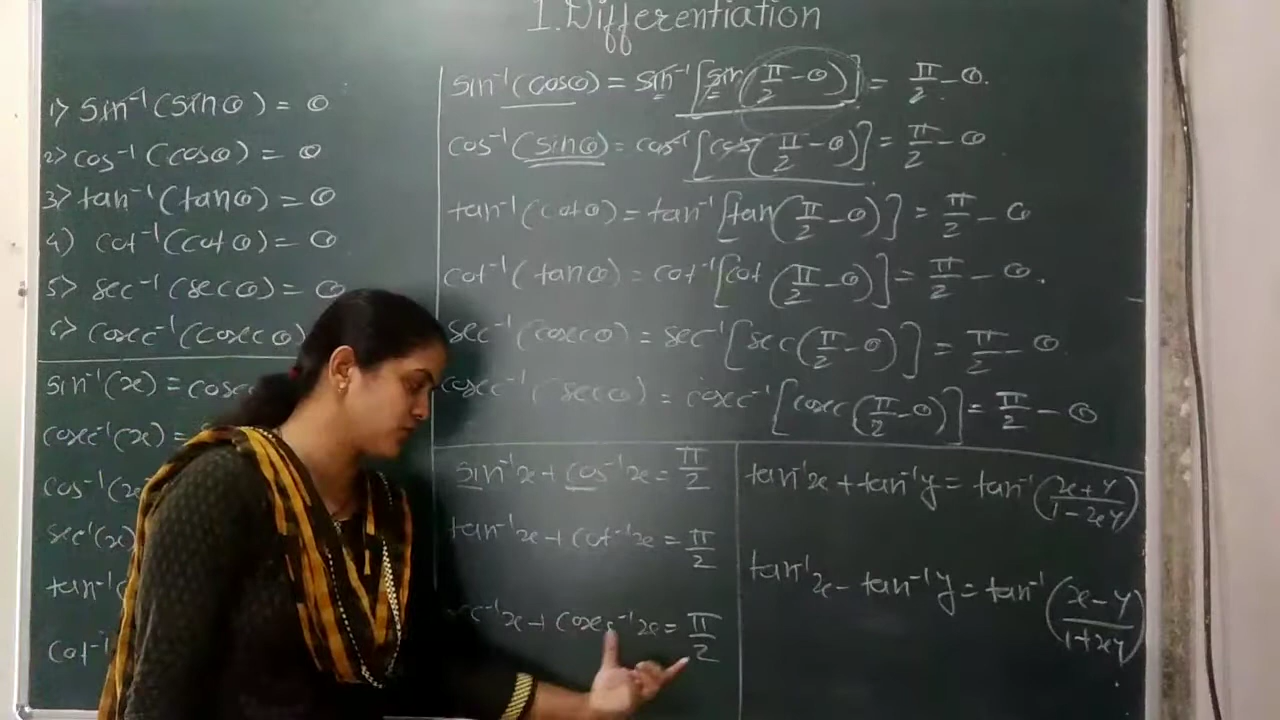 1. Differentiation
1> sin⁻¹(sinθ) = θ
2> cos⁻¹(cosθ) = θ
3> tan⁻¹(tanθ) = θ
4) cot⁻¹(cotθ) = θ
5> sec⁻¹(secθ) = θ
6> cosec⁻¹(cosecθ)
sin⁻¹(x) = cosec
cosec⁻¹(x) =
cos⁻¹(x
sec⁻¹(x)
tan⁻¹(
cot⁻¹
sin⁻¹(cosθ) = sin⁻¹[sin(π/2-θ)] = π/2-θ.
cos⁻¹(sinθ) = cos⁻¹[cos(π/2-θ)] = π/2-θ
tan⁻¹(cotθ) = tan⁻¹[tan(π/2-θ)] = π/2-θ
cot⁻¹(tanθ) = cot⁻¹[cot(π/2-θ)] = π/2-θ.
sec⁻¹(cosecθ) = sec⁻¹[sec(π/2-θ)] = π/2-θ.
cosec⁻¹(secθ) = cosec⁻¹[cosec(π/2-θ)] = π/2-θ
sin⁻¹x + cos⁻¹x = π/2
tan⁻¹x + cot⁻¹x = π/2
c⁻¹x + cosec⁻¹x = π/2
tan⁻¹x + tan⁻¹y = tan⁻¹(x+y/1-xy)
tan⁻¹x - tan⁻¹y = tan⁻¹(x-y/1+xy)